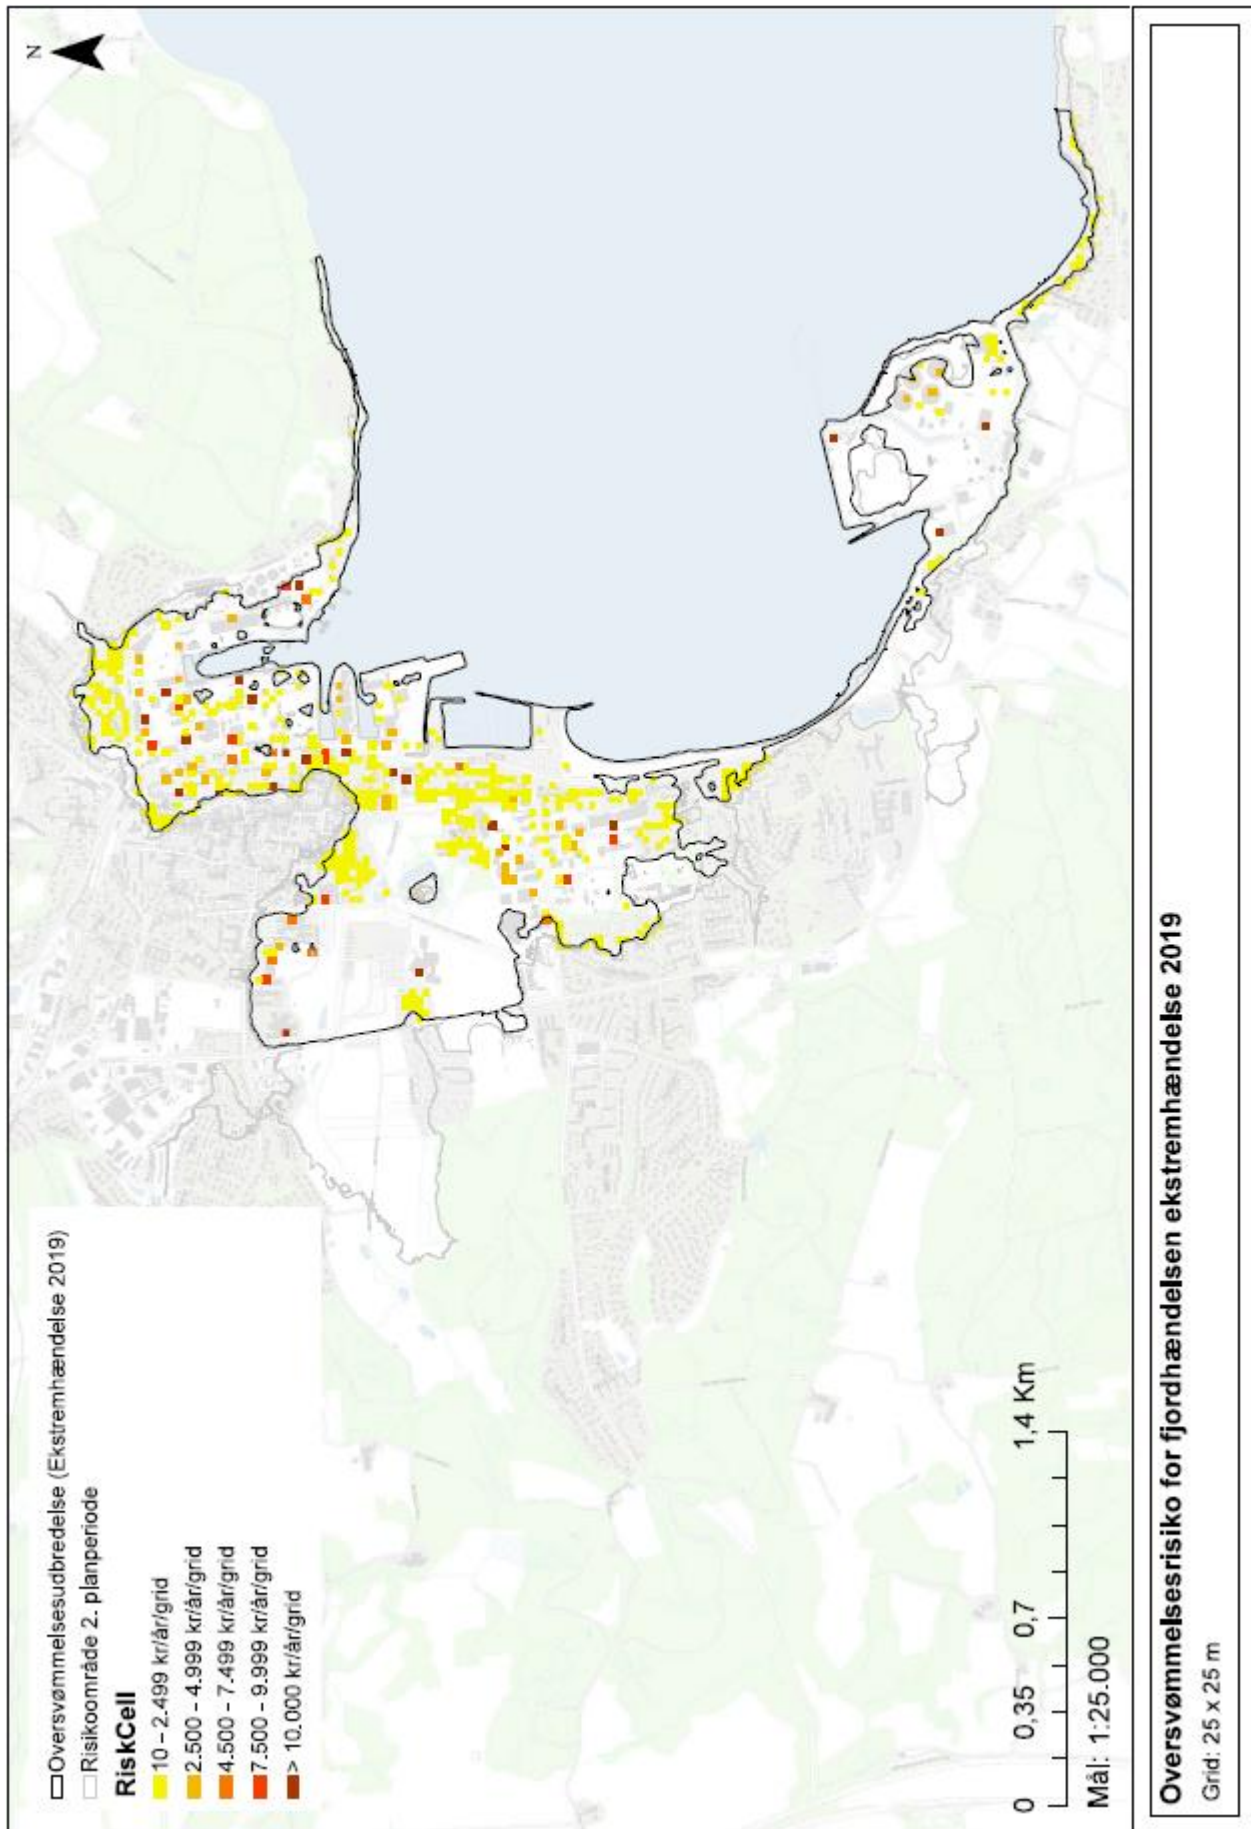 N
Oversvømmelsesudbredelse (Ekstremhændelse 2019)
Risikoområde 2. planperiode
RiskCell
10 – 2.499 kr/år/grid
2.500 – 4.999 kr/år/grid
4.500 – 7.499 kr/år/grid
7.500 – 9.999 kr/år/grid
> 10.000 kr/år/grid
0 0,35 0,7 1,4 Km
Mål: 1:25.000
Oversvømmelsesrisiko for fjordhændelsen ekstremhændelse 2019
Grid: 25 x 25 m